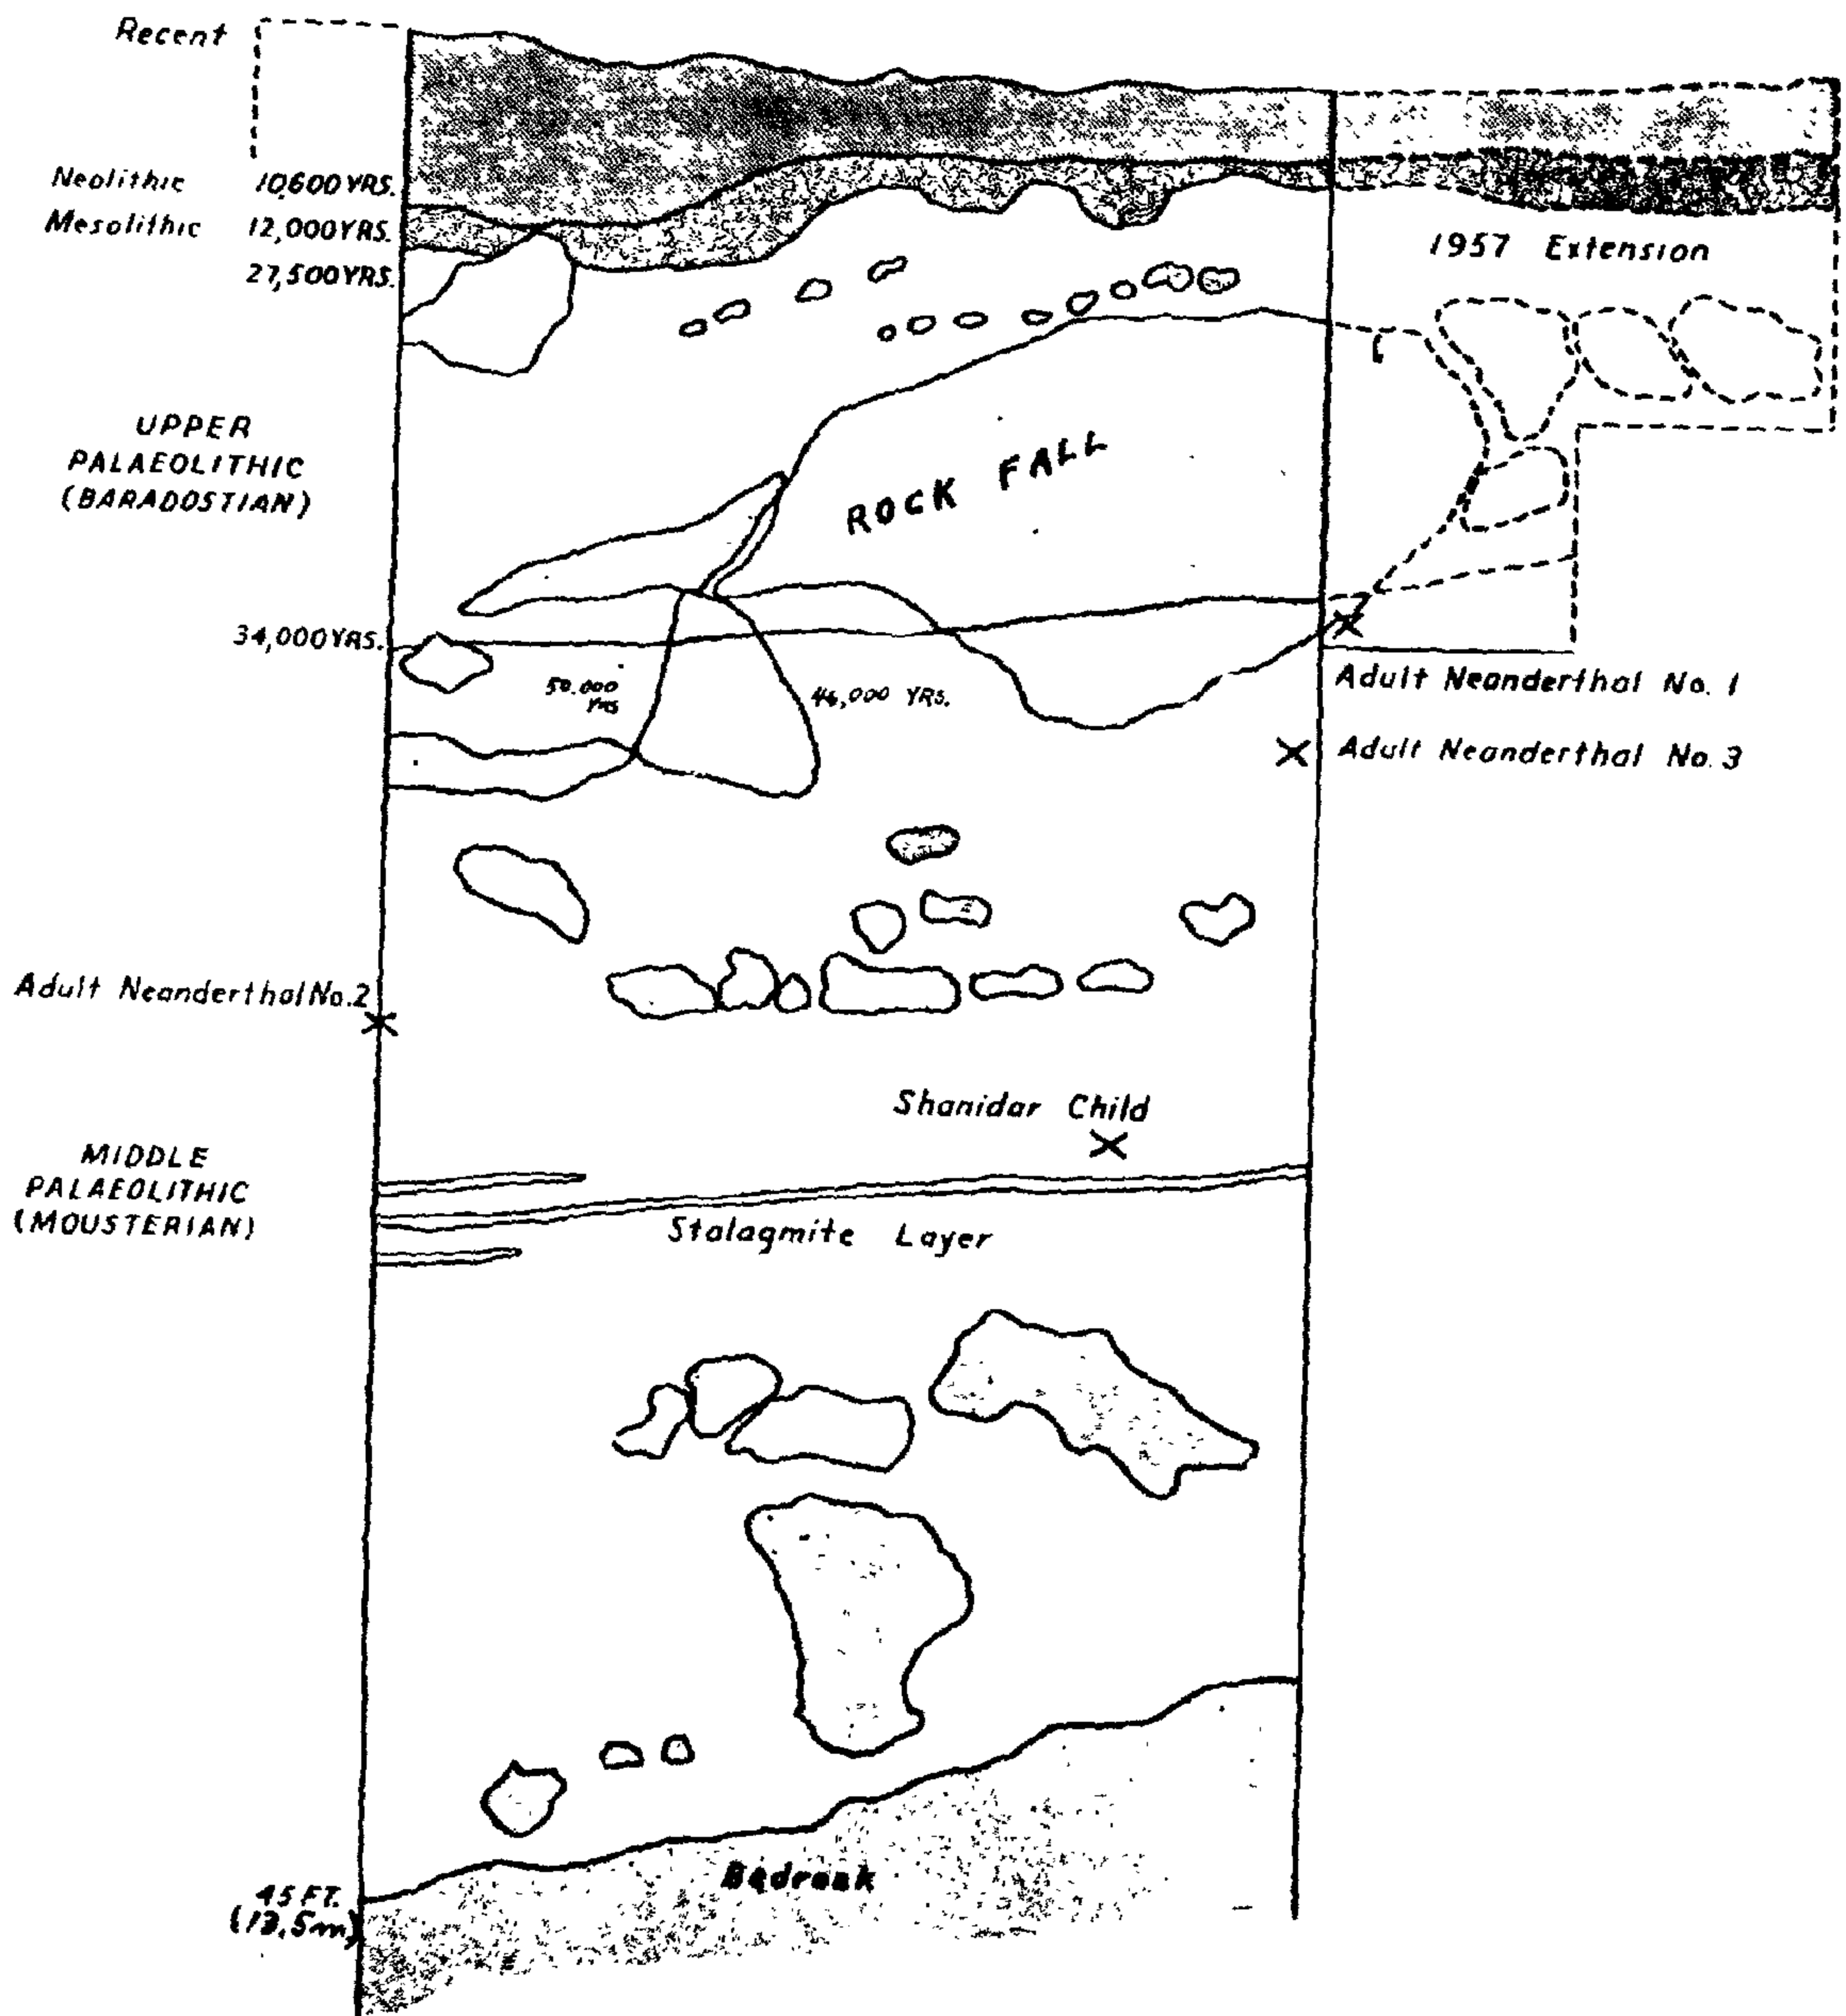 Recent
Neolithic 10,600 YRS.
Mesolithic 12,000 YRS.
27,500 YRS.
1957 Extension
UPPER
PALAEOLITHIC
(BARADOSTIAN)
ROCK FALL
34,000 YRS.
50.000
YRS
46,000 YRS.
Adult Neanderthal No. 1
Adult Neanderthal No. 3
Adult Neanderthal No. 2
Shanidar Child
MIDDLE
PALAEOLITHIC
(MOUSTERIAN)
Stalagmite Layer
Bedrock
45 FT.
(13,5m)